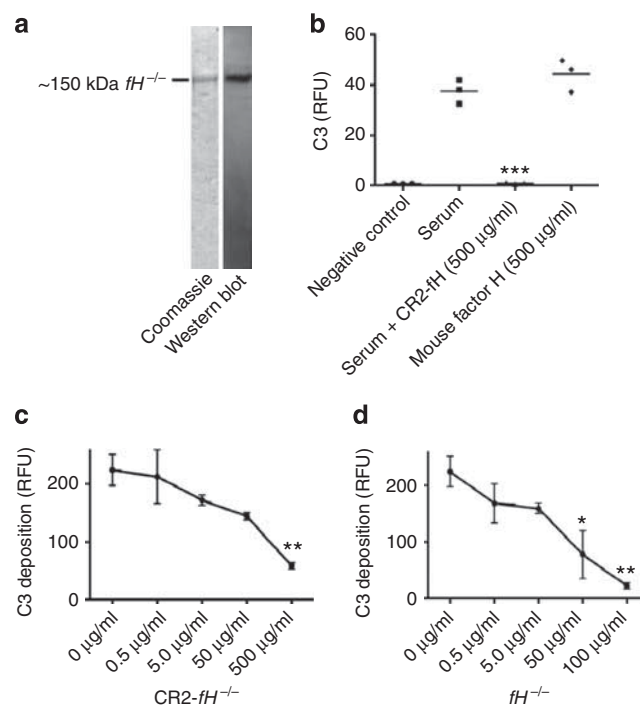 a
~150 kDa fH–/–
Coomassie
Western blot
b
C3 (RFU)
60
40
20
0
***
Negative control
Serum
Serum + CR2-fH (500 µg/ml)
Mouse factor H (500 µg/ml)
c
C3 deposition (RFU)
200
100
0
**
0 µg/ml
0.5 µg/ml
5.0 µg/ml
50 µg/ml
500 µg/ml
CR2-fH–/–
d
C3 deposition (RFU)
200
100
0
*
**
0 µg/ml
0.5 µg/ml
5.0 µg/ml
50 µg/ml
100 µg/ml
fH–/–